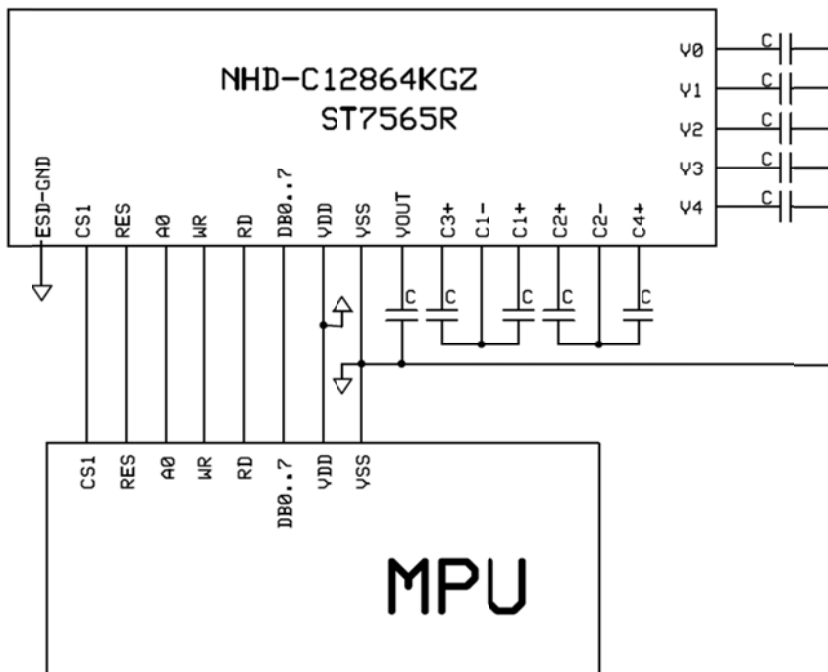 NHD-C12864KGZ
ST7565R
C V0
C V1
C V2
C V3
C V4
ESD-GND
CS1
RES
A0
WR
RD
DB0..7
VDD
VSS
VOUT
C3+
C1-
C1+
C2+
C2-
C4+
C C C C C
CS1
RES
A0
WR
RD
DB0..7
VDD
VSS
MPU